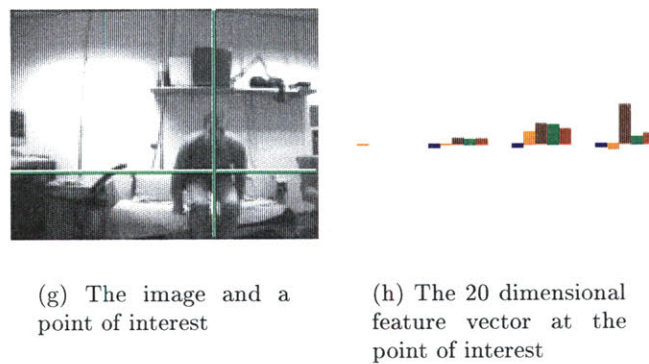 (g) The image and a
point of interest
(h) The 20 dimensional
feature vector at the
point of interest